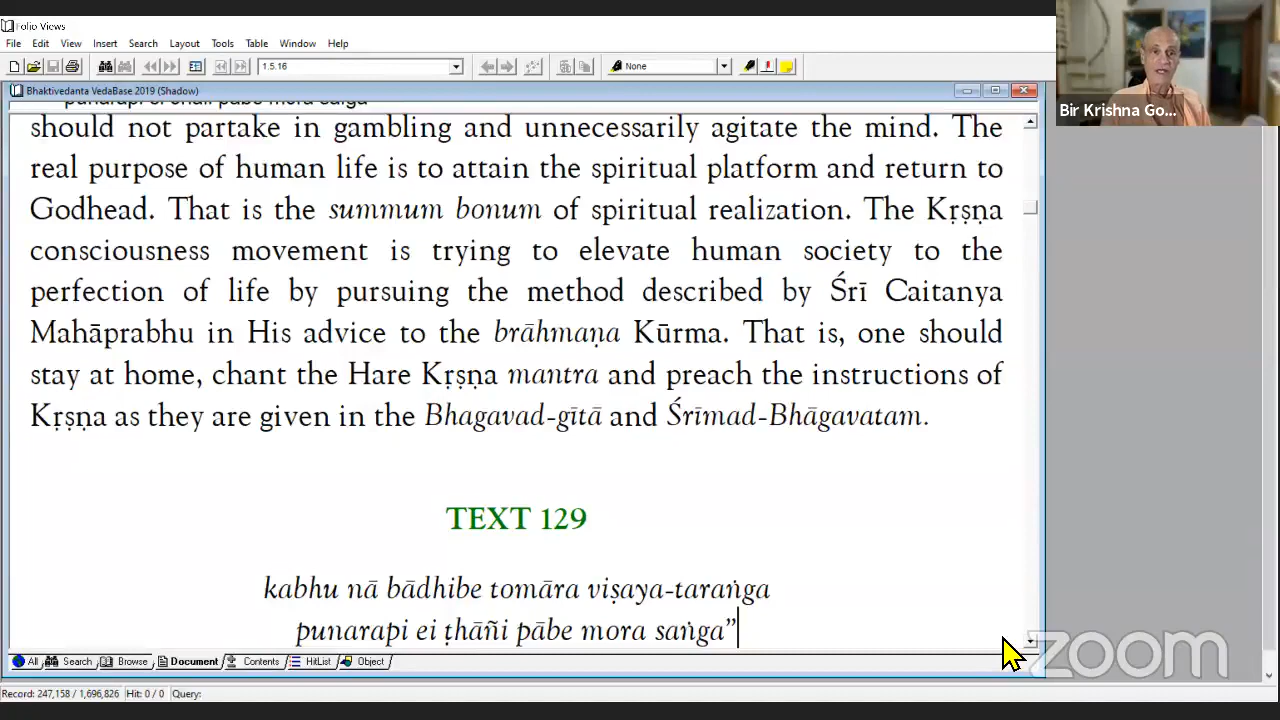 Folio Views
File Edit View Insert Search Layout Tools Table Window Help
1.5.16 None
Bhaktivedanta VedaBase 2019 (Shadow)
should not partake in gambling and unnecessarily agitate the mind. The
real purpose of human life is to attain the spiritual platform and return to
Godhead. That is the summum bonum of spiritual realization. The Kṛṣṇa
consciousness movement is trying to elevate human society to the
perfection of life by pursuing the method described by Śrī Caitanya
Mahāprabhu in His advice to the brāhmaṇa Kūrma. That is, one should
stay at home, chant the Hare Kṛṣṇa mantra and preach the instructions of
Kṛṣṇa as they are given in the Bhagavad-gītā and Śrīmad-Bhāgavatam.
TEXT 129
kabhu nā bādhibe tomāra viṣaya-taraṅga
punarapi ei ṭhāñi pābe mora saṅga”
All Search Browse Document Contents HitList Object
Record: 247,158 / 1,696,826 Hit: 0 / 0 Query:
Bir Krishna Go...
zoom